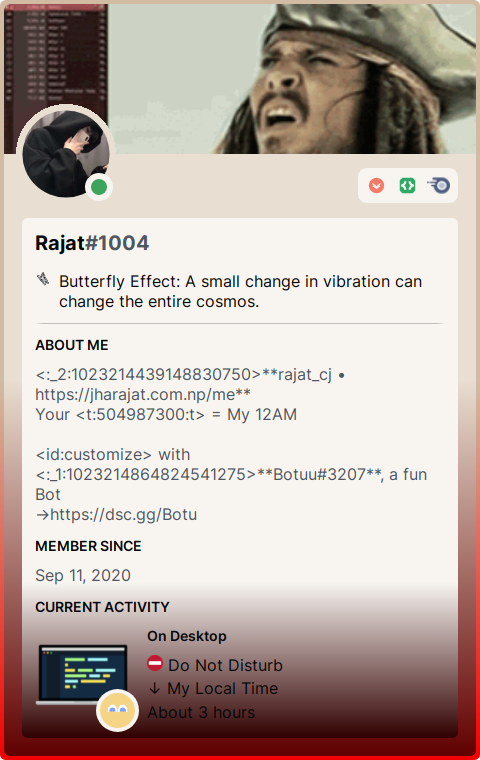 Rajat#1004
Butterfly Effect: A small change in vibration can
change the entire cosmos.
ABOUT ME
<:_2:1023214439148830750>**rajat_cj •
https://jharajat.com.np/me**
Your <t:504987300:t> = My 12AM
<id:customize> with
<:_1:1023214864824541275>**Botuu#3207**, a fun
Bot
→https://dsc.gg/Botu
MEMBER SINCE
Sep 11, 2020
CURRENT ACTIVITY
On Desktop
Do Not Disturb
↓ My Local Time
About 3 hours